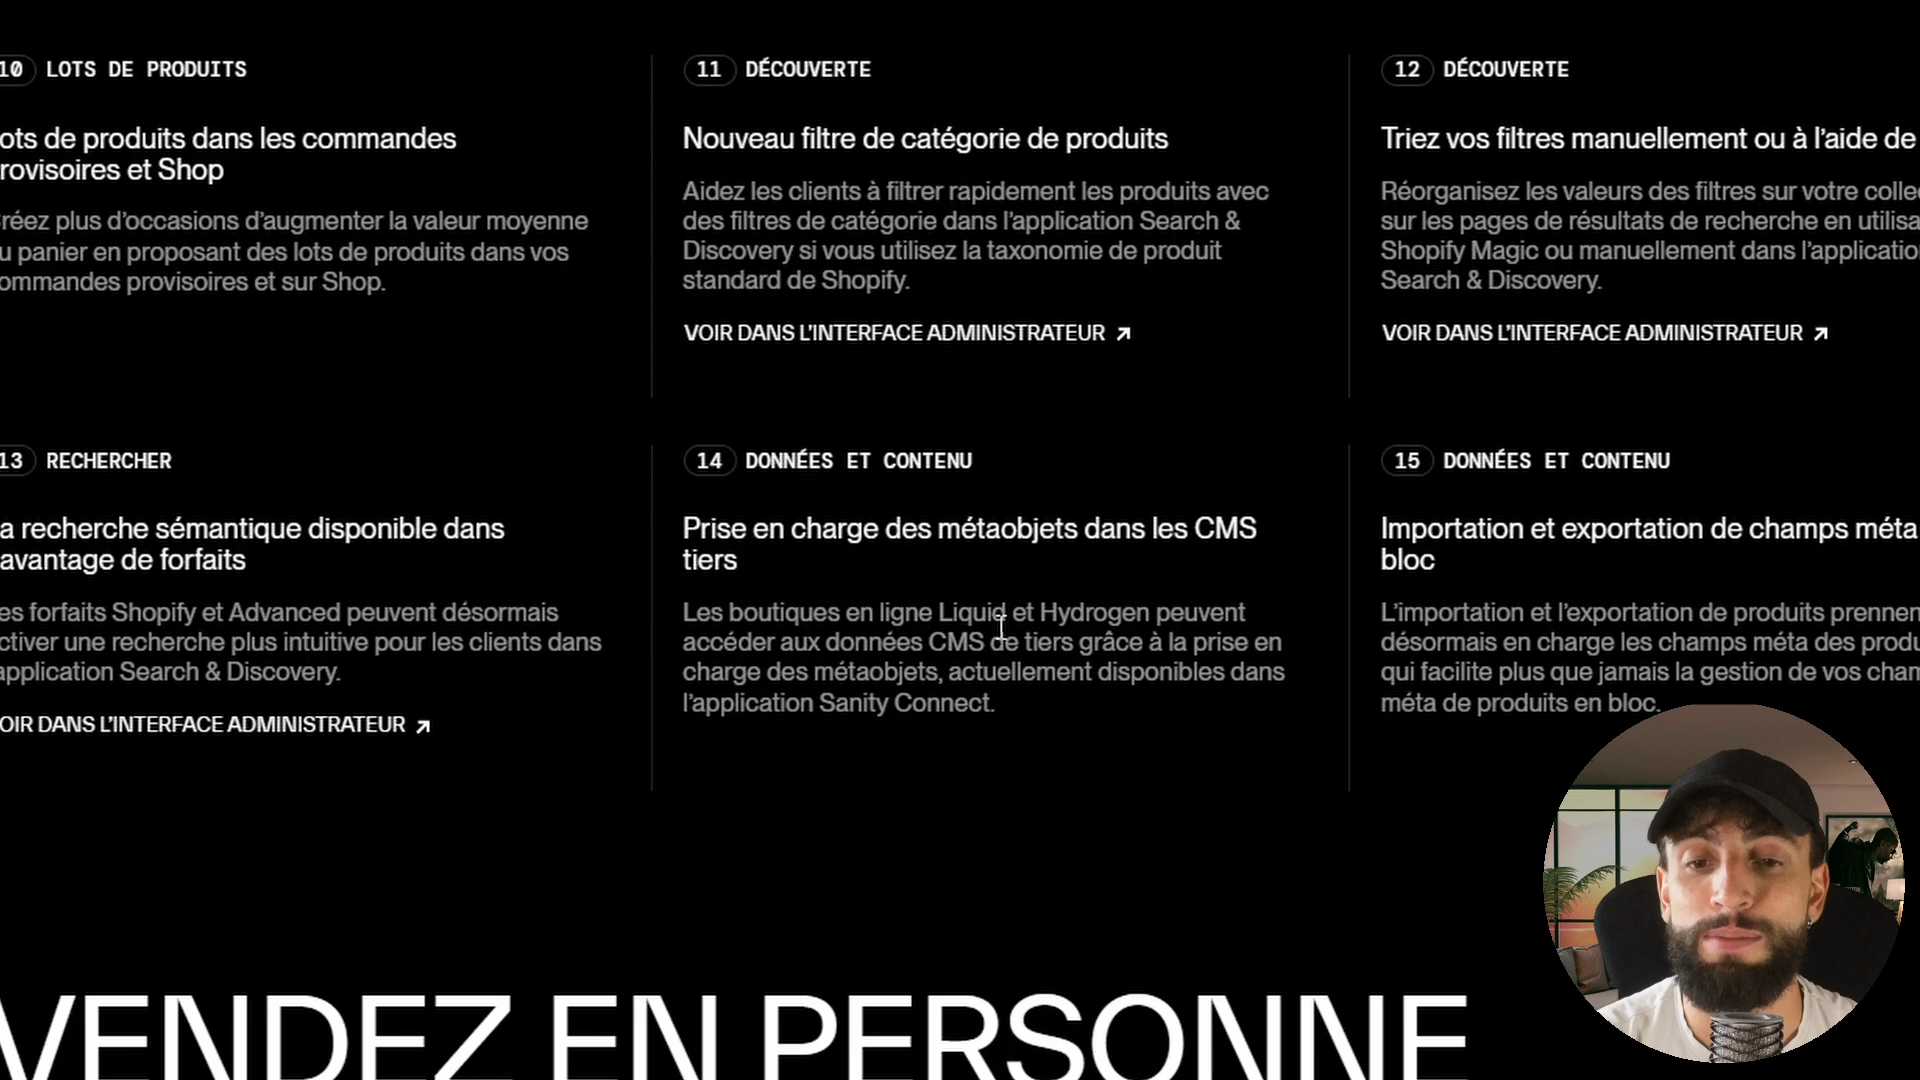 10 LOTS DE PRODUITS
ots de produits dans les commandes
rovisoires et Shop
réez plus d'occasions d'augmenter la valeur moyenne
u panier en proposant des lots de produits dans vos
ommandes provisoires et sur Shop.
11 DÉCOUVERTE
Nouveau filtre de catégorie de produits
Aidez les clients à filtrer rapidement les produits avec
des filtres de catégorie dans l'application Search &
Discovery si vous utilisez la taxonomie de produit
standard de Shopify.
VOIR DANS L'INTERFACE ADMINISTRATEUR
12 DÉCOUVERTE
Triez vos filtres manuellement ou à l'aide de
Réorganisez les valeurs des filtres sur votre colle
sur les pages de résultats de recherche en utilisa
Shopify Magic ou manuellement dans l'applicatio
Search & Discovery.
VOIR DANS L'INTERFACE ADMINISTRATEUR
13 RECHERCHER
a recherche sémantique disponible dans
avantage de forfaits
es forfaits Shopify et Advanced peuvent désormais
ctiver une recherche plus intuitive pour les clients dans
application Search & Discovery.
OIR DANS L'INTERFACE ADMINISTRATEUR
14 DONNÉES ET CONTENU
Prise en charge des métaobjets dans les CMS
tiers
Les boutiques en ligne Liquid et Hydrogen peuvent
accéder aux données CMS de tiers grâce à la prise en
charge des métaobjets, actuellement disponibles dans
l'application Sanity Connect.
15 DONNÉES ET CONTENU
Importation et exportation de champs méta
bloc
L'importation et l'exportation de produits prennen
désormais en charge les champs méta des produ
qui facilite plus que jamais la gestion de vos cham
méta de produits en bloc.
VENDEZ EN PERSONNE